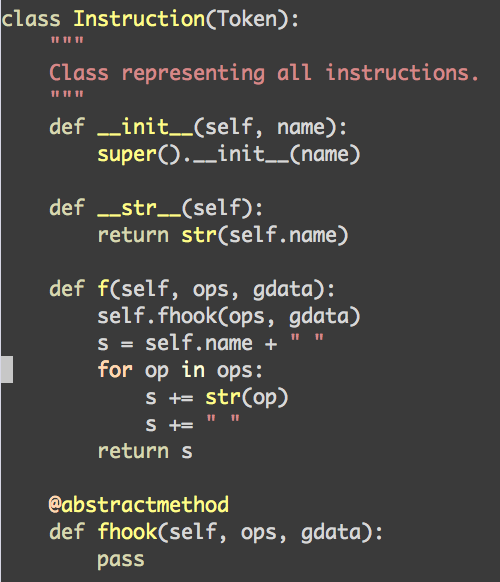 class Instruction(Token):
    """
    Class representing all instructions.
    """
    def __init__(self, name):
        super().__init__(name)

    def __str__(self):
        return str(self.name)

    def f(self, ops, gdata):
        self.fhook(ops, gdata)
        s = self.name + " "
        for op in ops:
            s += str(op)
            s += " "
        return s

    @abstractmethod
    def fhook(self, ops, gdata):
        pass